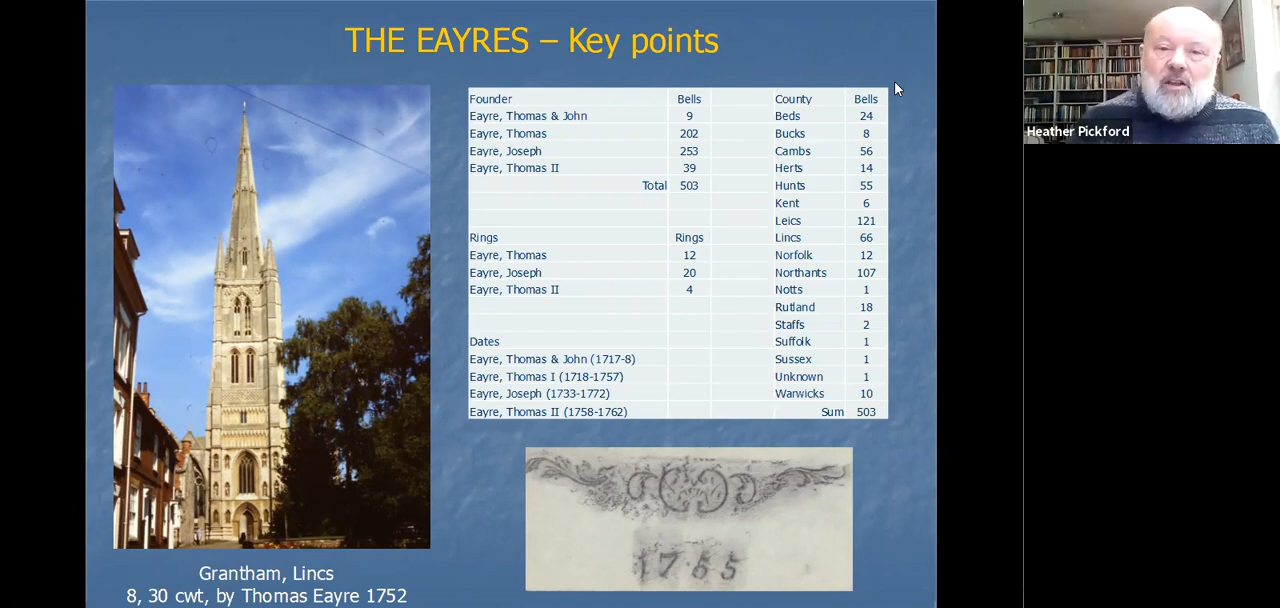 THE EAYRES – Key points
Founder Bells
Eayre, Thomas & John 9
Eayre, Thomas 202
Eayre, Joseph 253
Eayre, Thomas II 39
Total 503
Rings Rings
Eayre, Thomas 12
Eayre, Joseph 20
Eayre, Thomas II 4
Dates
Eayre, Thomas & John (1717-8)
Eayre, Thomas I (1718-1757)
Eayre, Joseph (1733-1772)
Eayre, Thomas II (1758-1762)
County Bells
Beds 24
Bucks 8
Cambs 56
Herts 14
Hunts 55
Kent 6
Leics 121
Lincs 66
Norfolk 12
Northants 107
Notts 1
Rutland 18
Staffs 2
Suffolk 1
Sussex 1
Unknown 1
Warwicks 10
Sum 503
1755
Grantham, Lincs
8, 30 cwt, by Thomas Eayre 1752
Heather Pickford